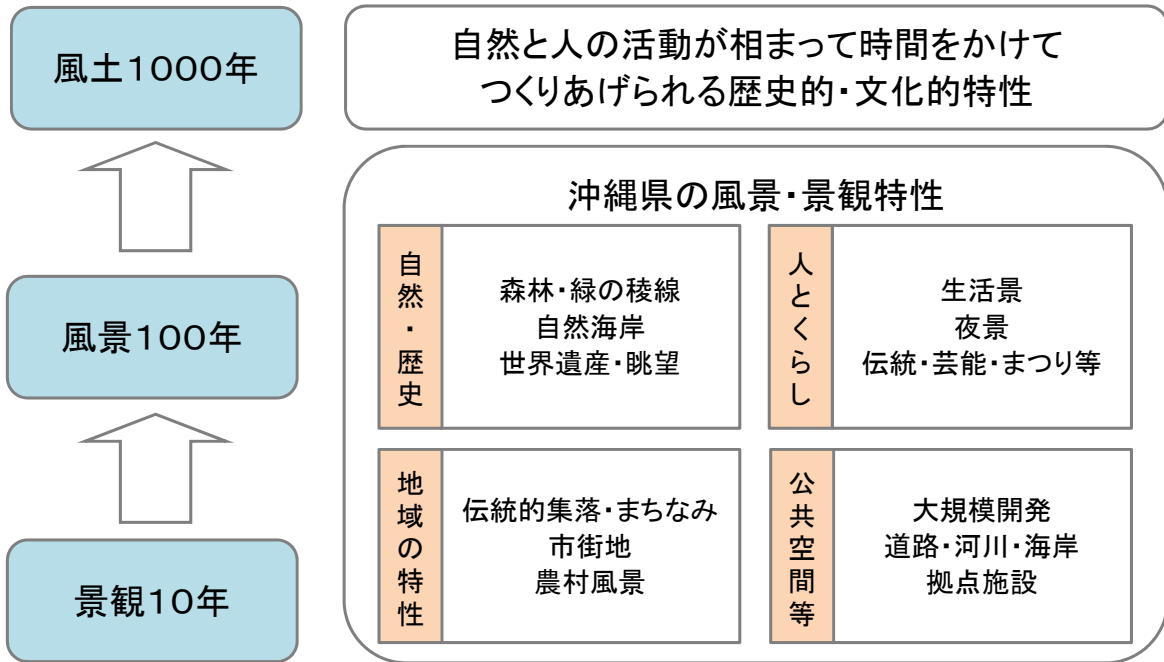 風土1000年
自然と人の活動が相まって時間をかけて
つくりあげられる歴史的・文化的特性
風景100年
景観10年
沖縄県の風景・景観特性
自然・歴史
森林・緑の稜線
自然海岸
世界遺産・眺望
人とくらし
生活景
夜景
伝統・芸能・まつり等
地域の特性
伝統的集落・まちなみ
市街地
農村風景
公共空間等
大規模開発
道路・河川・海岸
拠点施設